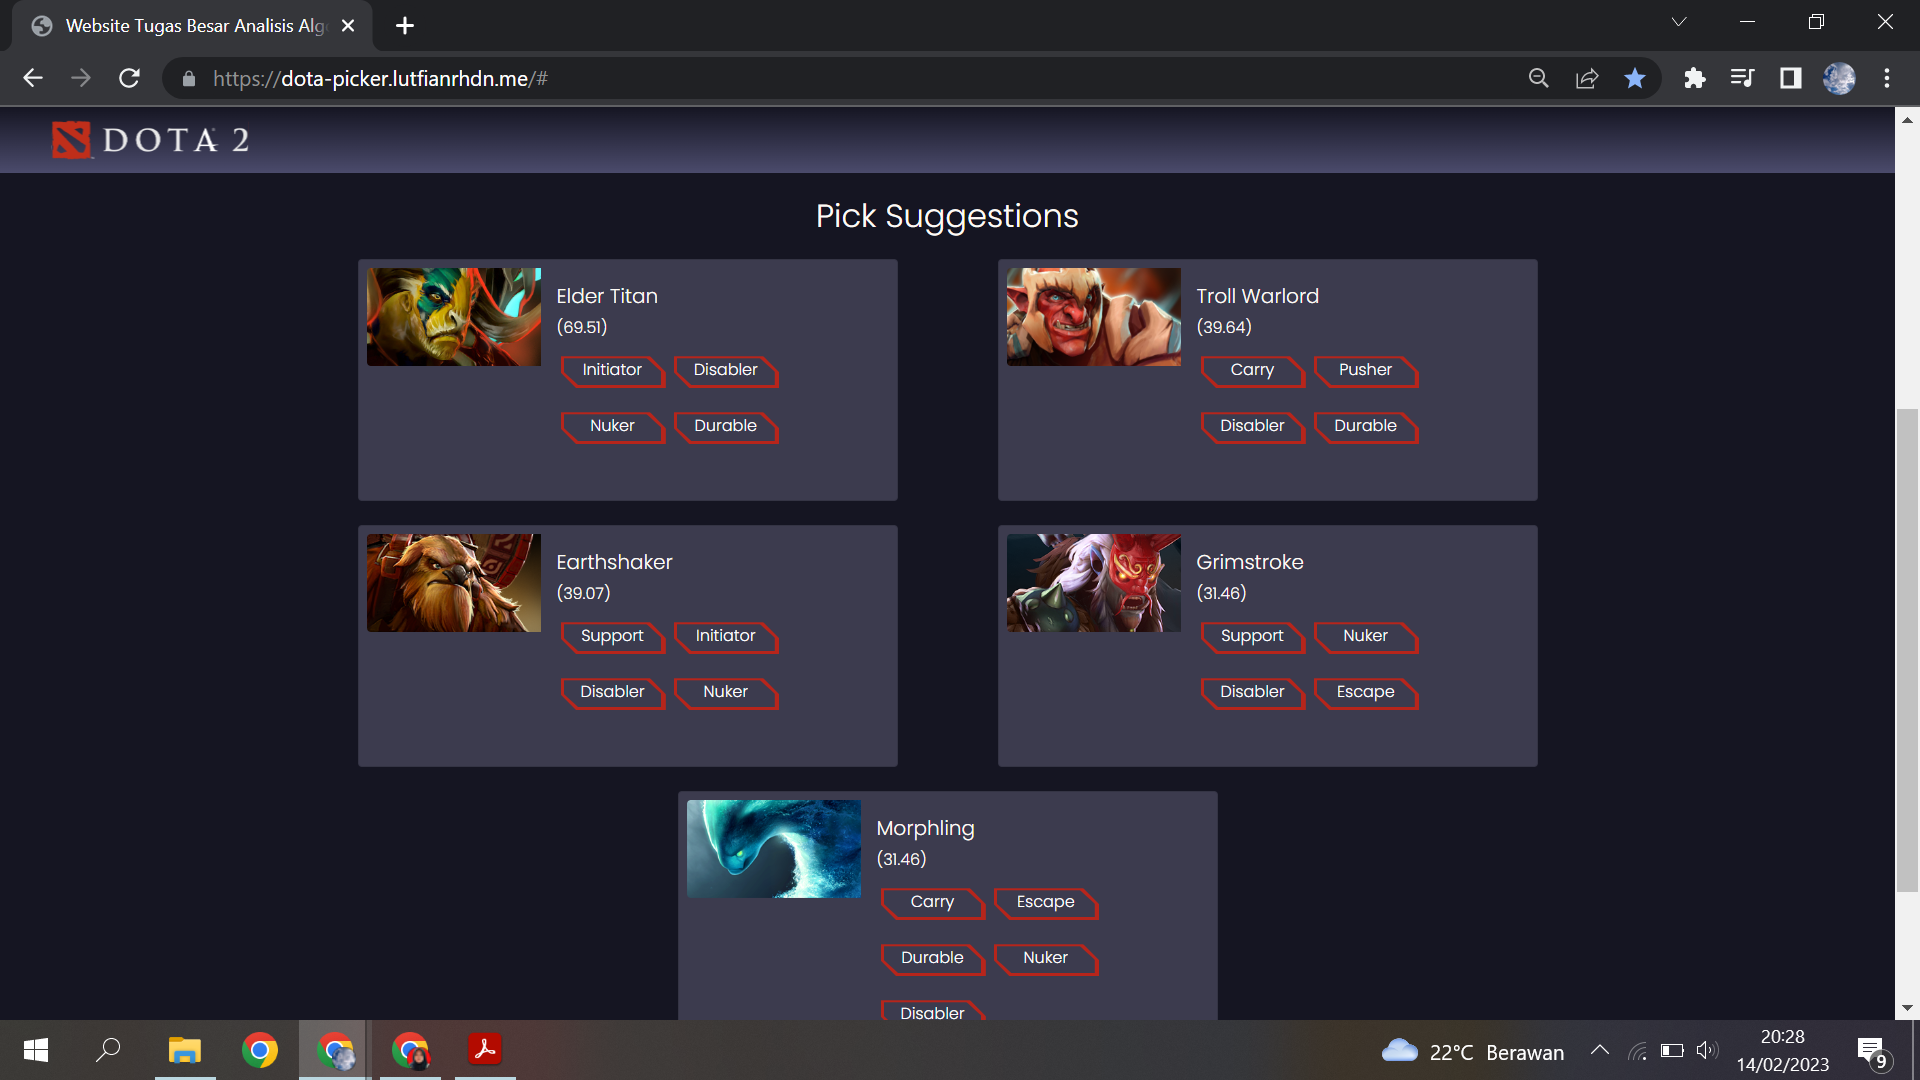 Website Tugas Besar Analisis Alg
https://dota-picker.lutfianrhdn.me/#
DOTA 2
Pick Suggestions
Elder Titan
(69.51)
Initiator Disabler
Nuker Durable
Troll Warlord
(39.64)
Carry Pusher
Disabler Durable
Earthshaker
(39.07)
Support Initiator
Disabler Nuker
Grimstroke
(31.46)
Support Nuker
Disabler Escape
Morphling
(31.46)
Carry Escape
Durable Nuker
Disabler
22°C Berawan
20:28
14/02/2023
9